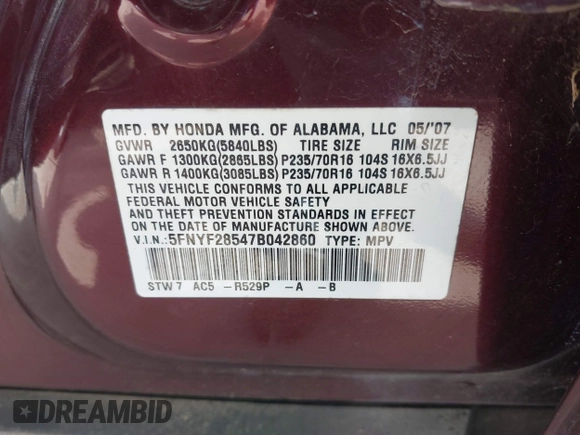 MFD. BY HONDA MFG. OF ALABAMA, LLC 05/'07
GVWR 2650KG(5840LBS) TIRE SIZE RIM SIZE
GAWR F 1300KG(2865LBS) P235/70R16 104S 16X6.5JJ
GAWR R 1400KG(3085LBS) P235/70R16 104S 16X6.5JJ
THIS VEHICLE CONFORMS TO ALL APPLICABLE
FEDERAL MOTOR VEHICLE SAFETY
AND THEFT PREVENTION STANDARDS IN EFFECT
ON THE DATE OF MANUFACTURE SHOWN ABOVE.
V.I.N.: 5FNYF28547B042860 TYPE: MPV
STW 7 AC5 –R529P –A –B
DREAMBID